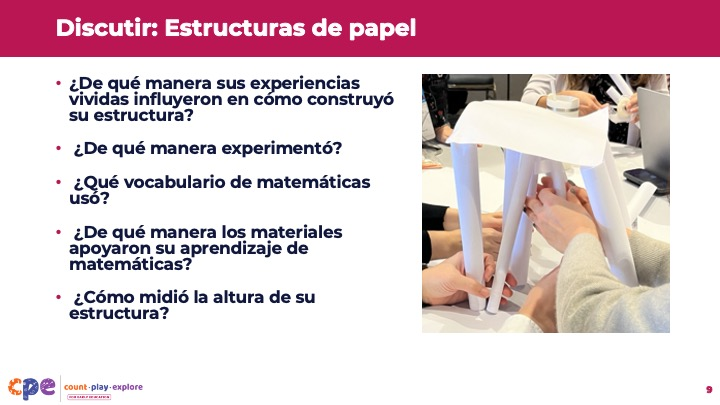 Discutir: Estructuras de papel
• ¿De qué manera sus experiencias
vividas influyeron en cómo construyó
su estructura?
• ¿De qué manera experimentó?
• ¿Qué vocabulario de matemáticas
usó?
• ¿De qué manera los materiales
apoyaron su aprendizaje de
matemáticas?
• ¿Cómo midió la altura de su
estructura?
cpe
count·play·explore
9